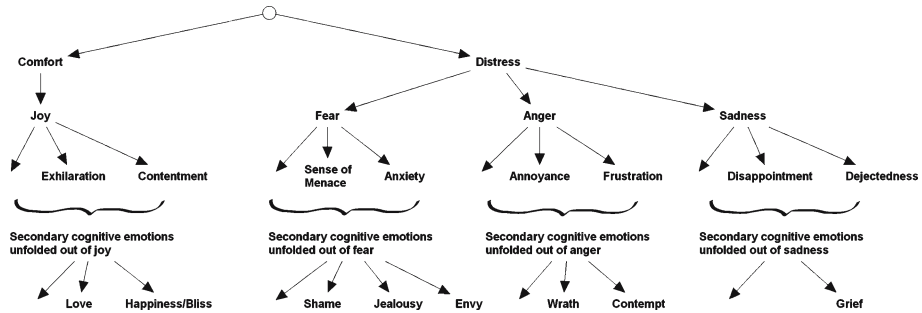 Comfort
Distress
Joy
Fear
Anger
Sadness
Exhilaration
Contentment
Sense of
Menace
Anxiety
Annoyance
Frustration
Disappointment
Dejectedness
Secondary cognitive emotions
unfolded out of joy
Secondary cognitive emotions
unfolded out of fear
Secondary cognitive emotions
unfolded out of anger
Secondary cognitive emotions
unfolded out of sadness
Love
Happiness/Bliss
Shame
Jealousy
Envy
Wrath
Contempt
Grief